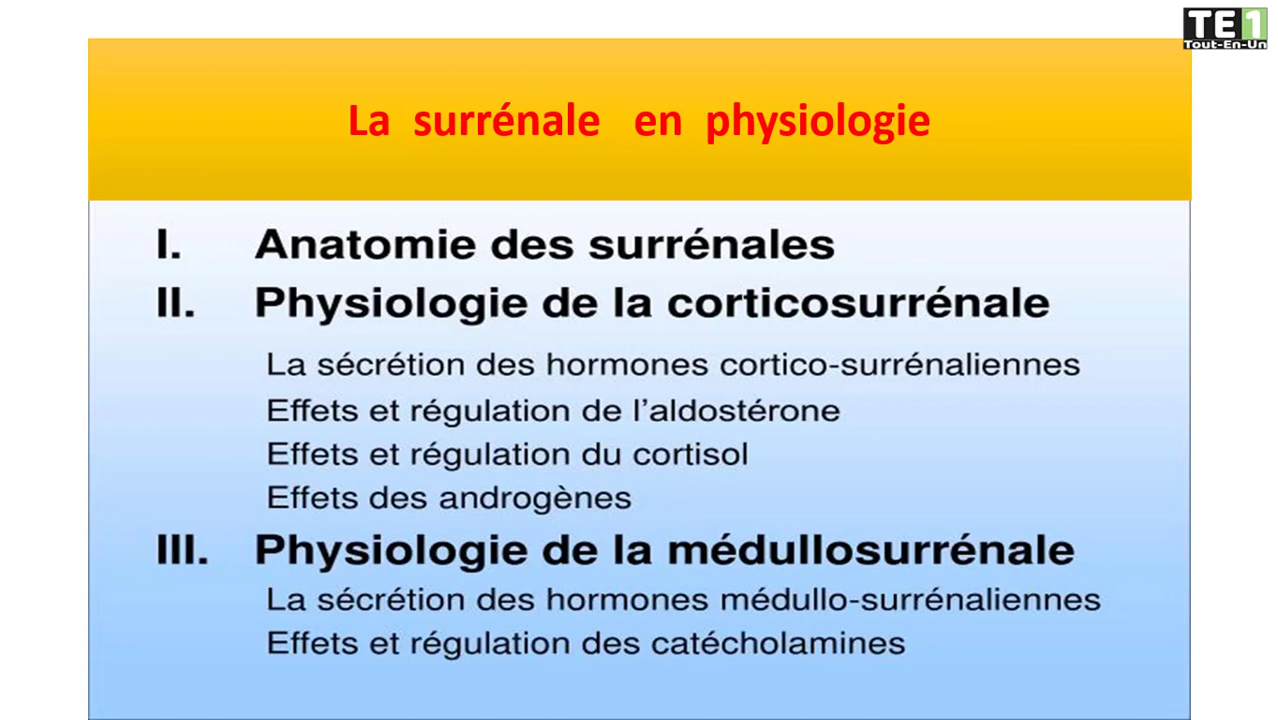 TE1
Tout-En-Un
La surrénale en physiologie
I. Anatomie des surrénales
II. Physiologie de la corticosurrénale
La sécrétion des hormones cortico-surrénaliennes
Effets et régulation de l’aldostérone
Effets et régulation du cortisol
Effets des androgènes
III. Physiologie de la médullosurrénale
La sécrétion des hormones médullo-surrénaliennes
Effets et régulation des catécholamines